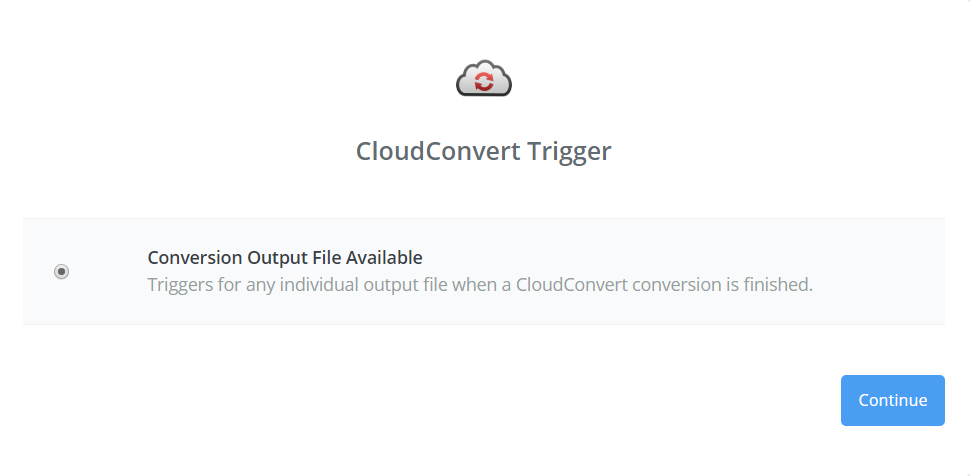 CloudConvert Trigger
Conversion Output File Available
Triggers for any individual output file when a CloudConvert conversion is finished.
Continue